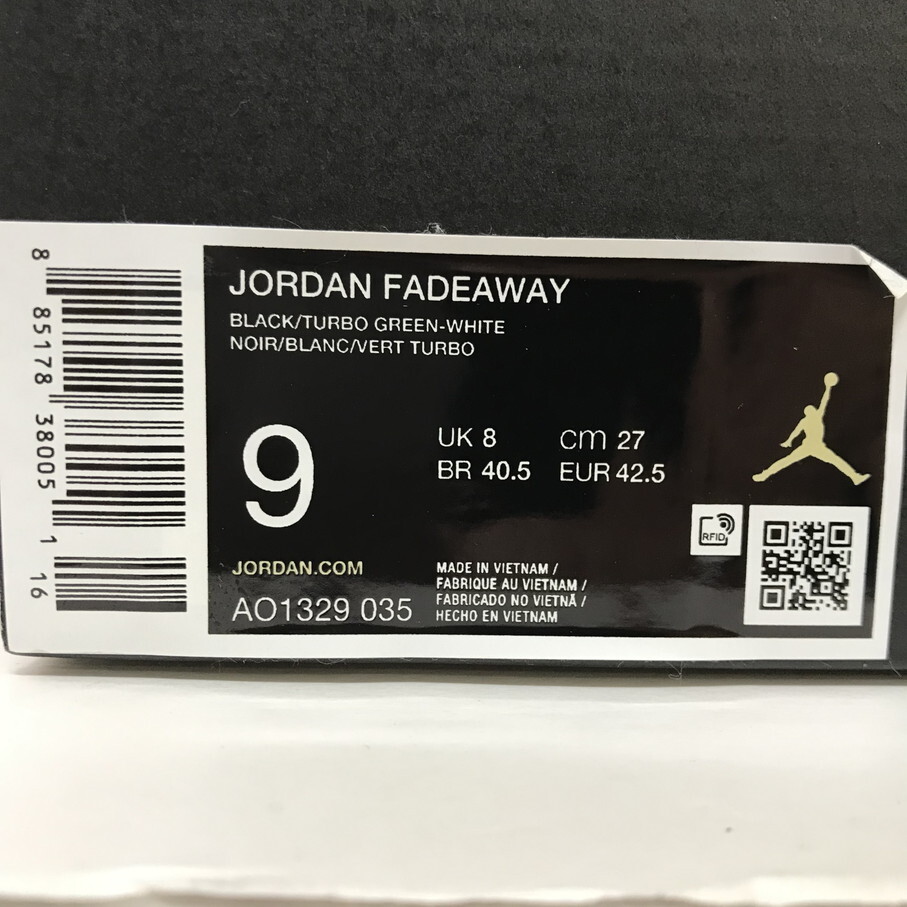 8 85178 38005 1 16
JORDAN FADEAWAY
BLACK/TURBO GREEN-WHITE
NOIR/BLANC/VERT TURBO
9
UK 8 cm 27
BR 40.5 EUR 42.5
RFID
JORDAN.COM
AO1329 035
MADE IN VIETNAM /
FABRIQUE AU VIETNAM /
FABRICADO NO VIETNÃ /
HECHO EN VIETNAM